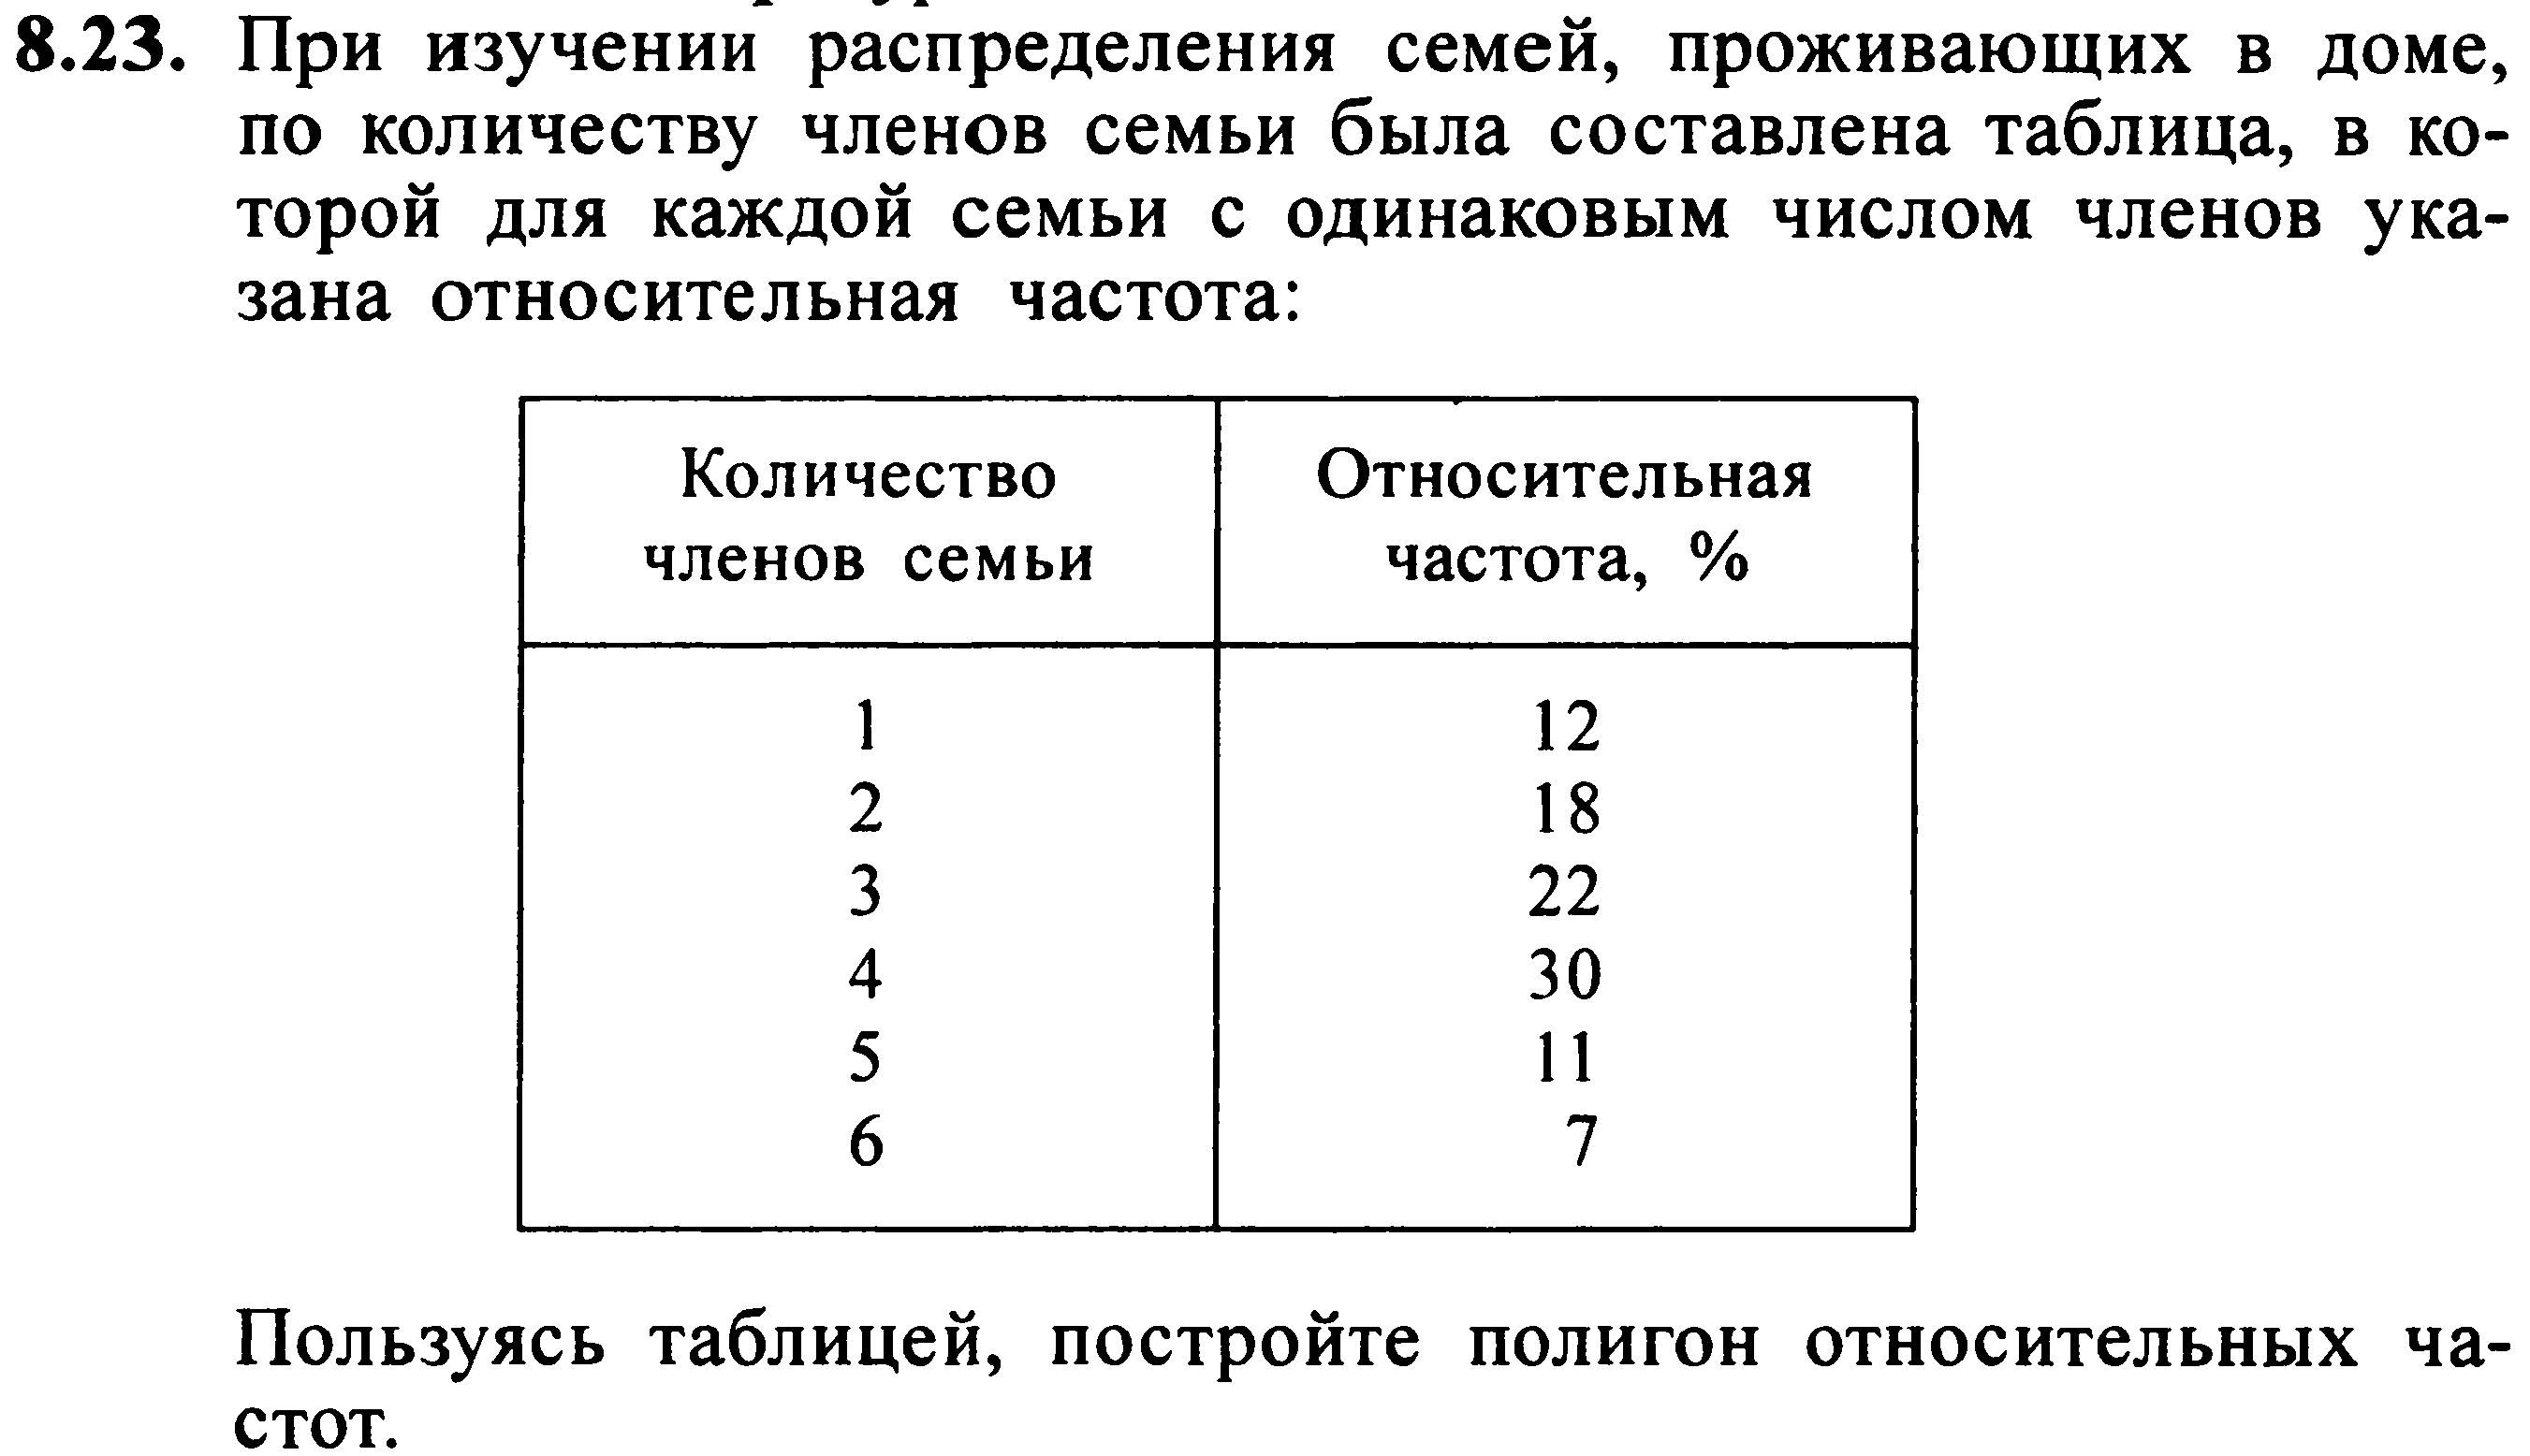 8.23. При изучении распределения семей, проживающих в доме,
по количеству членов семьи была составлена таблица, в ко-
торой для каждой семьи с одинаковым числом членов ука-
зана относительная частота:
Количество
членов семьи
Относительная
частота, %
1 12
2 18
3 22
4 30
5 11
6 7
Пользуясь таблицей, постройте полигон относительных ча-
стот.